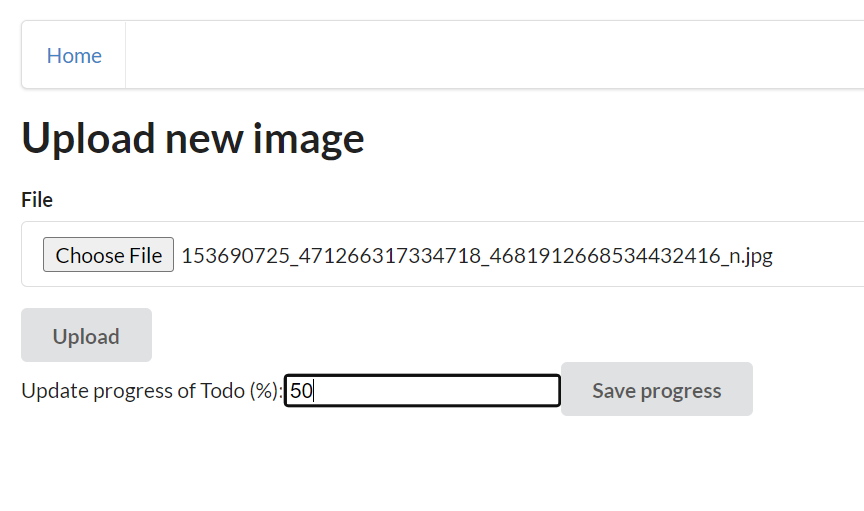 Home
Upload new image
File
Choose File 153690725_471266317334718_4681912668534432416_n.jpg
Upload
Update progress of Todo (%): 50 Save progress